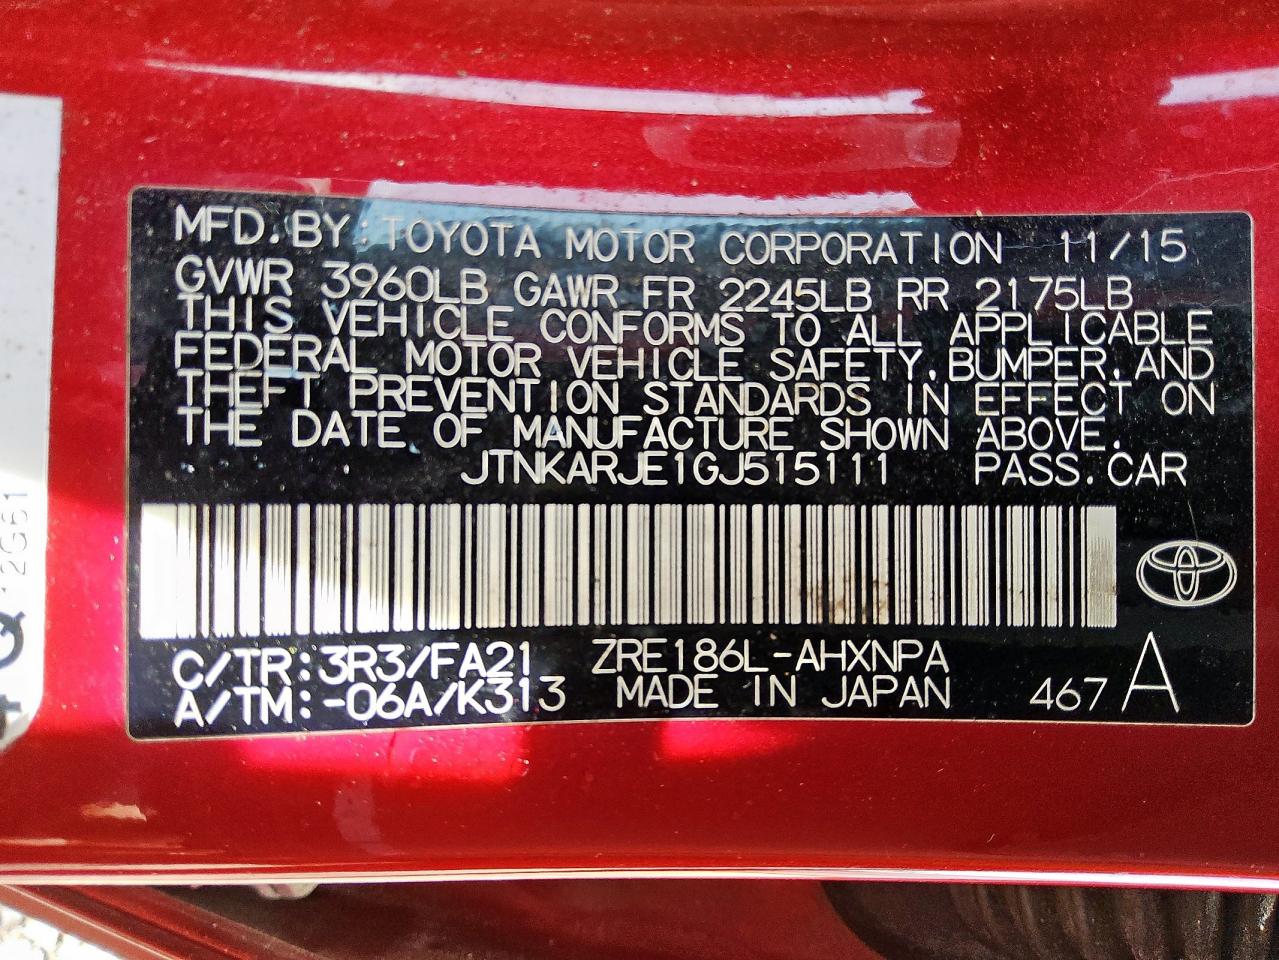 MFD.BY:TOYOTA MOTOR CORPORATION 11/15
GVWR 3960LB GAWR FR 2245LB RR 2175LB
THIS VEHICLE CONFORMS TO ALL APPLICABLE
FEDERAL MOTOR VEHICLE SAFETY,BUMPER,AND
THEFT PREVENTION STANDARDS IN EFFECT ON
THE DATE OF MANUFACTURE SHOWN ABOVE.
JTNKARJE1GJ515111 PASS.CAR
C/TR:3R3/FA21 ZRE186L-AHXNPA
A/TM:-06A/K313 MADE IN JAPAN 467 A